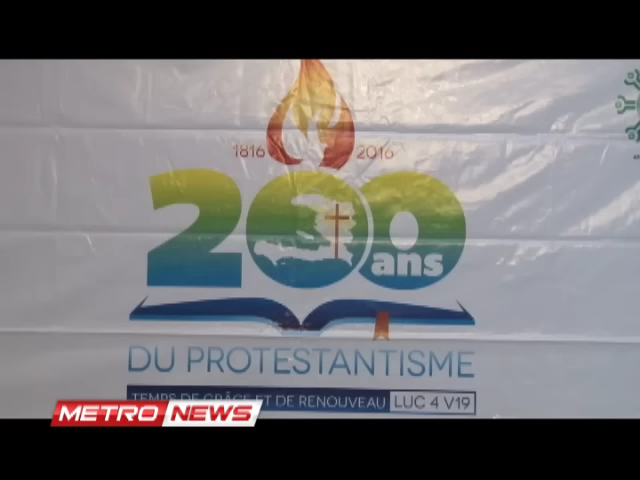 1816 2016
200
ans
DU PROTESTANTISME
TEMPS DE GRÂCE ET DE RENOUVEAU LUC 4 V19
METRO NEWS